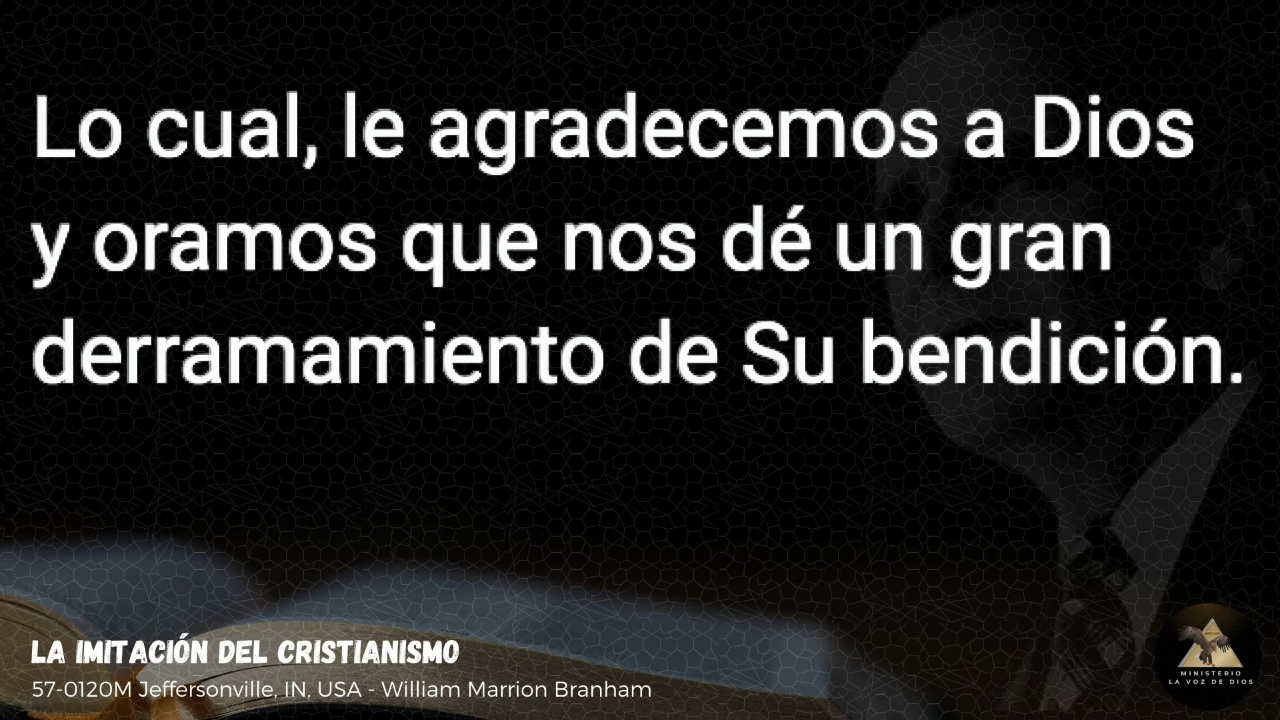 Lo cual, le agradecemos a Dios
y oramos que nos dé un gran
derramamiento de Su bendición.
LA IMITACIÓN DEL CRISTIANISMO
57-0120M Jeffersonville, IN, USA - William Marrion Branham
MINISTERIO
LA VOZ DE DIOS